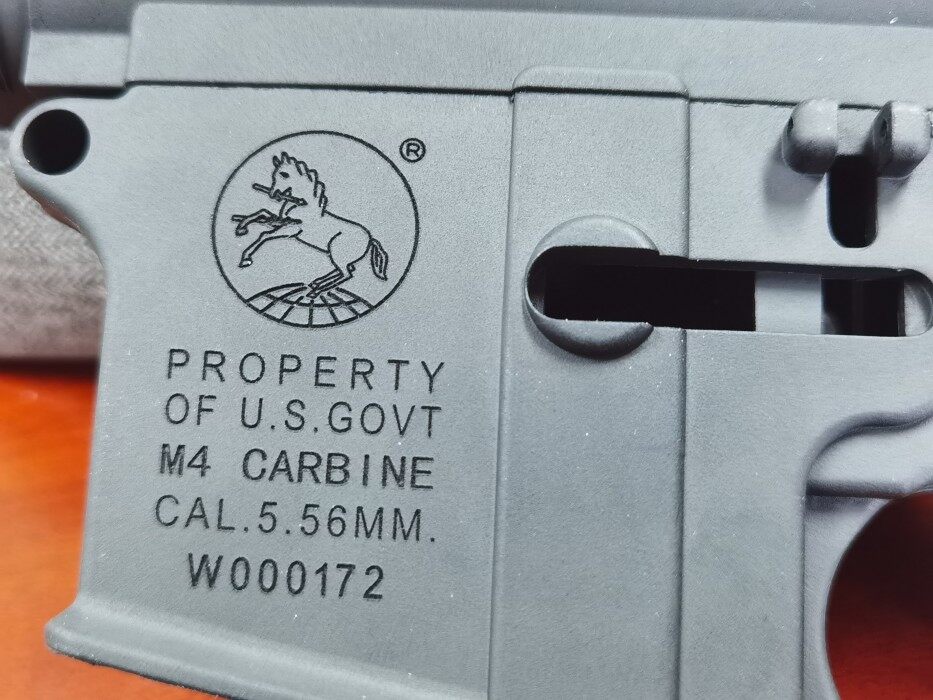 ®
PROPERTY
OF U.S.GOVT
M4 CARBINE
CAL.5.56MM.
W000172